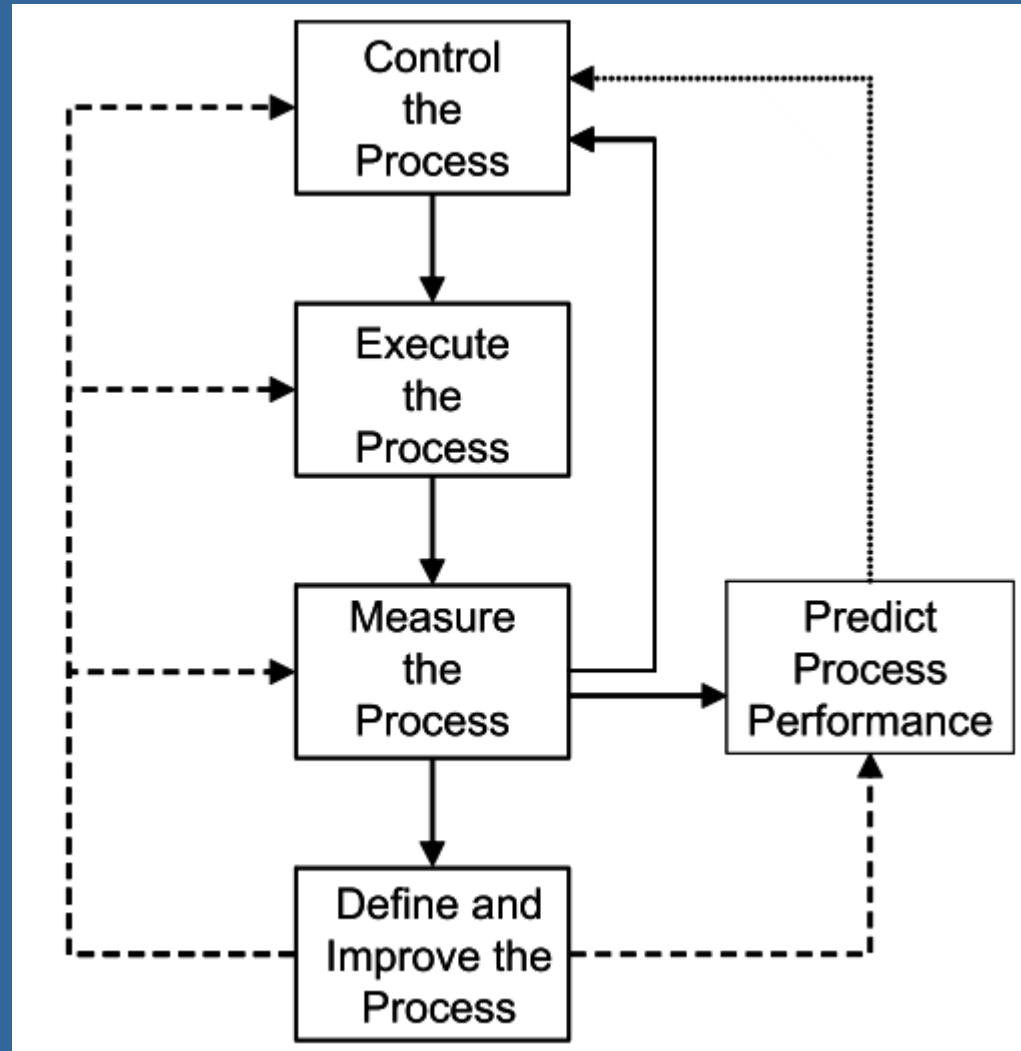 Control
the
Process
Execute
the
Process
Measure
the
Process
Predict
Process
Performance
Define and
Improve the
Process